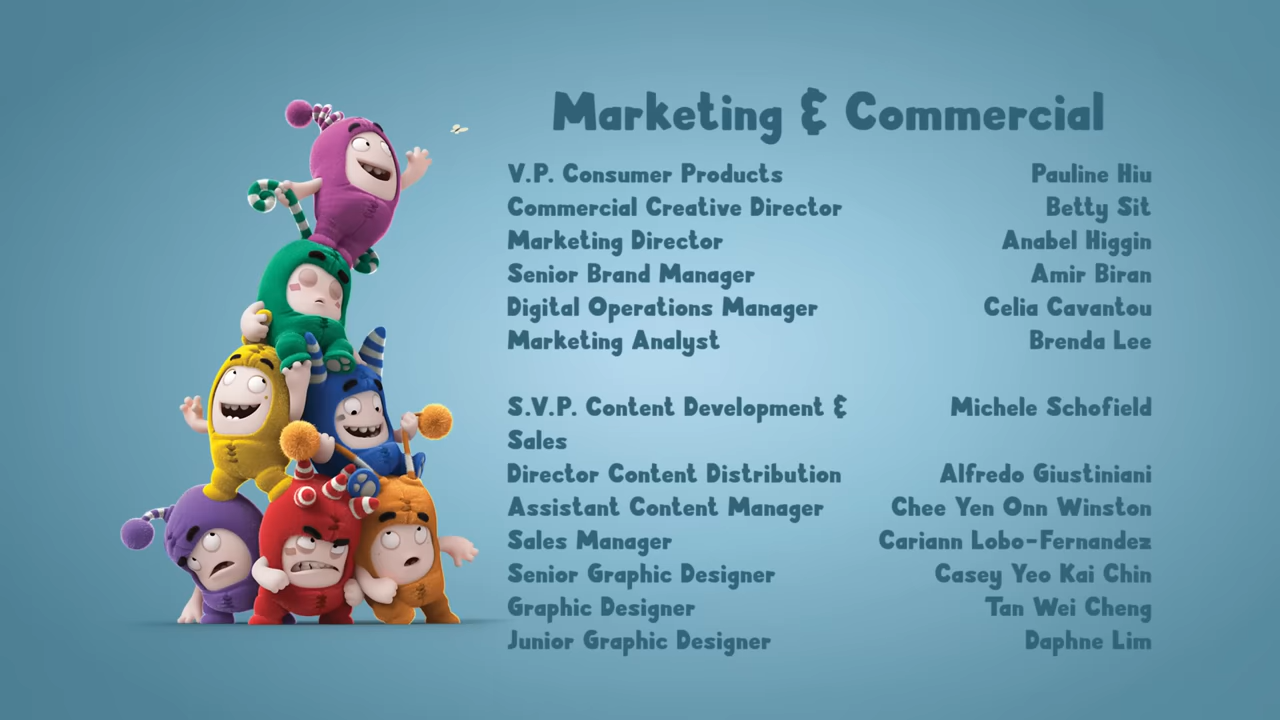 Marketing & Commercial
V.P. Consumer Products Pauline Hiu
Commercial Creative Director Betty Sit
Marketing Director Anabel Higgin
Senior Brand Manager Amir Biran
Digital Operations Manager Celia Cavantou
Marketing Analyst Brenda Lee
S.V.P. Content Development & Michele Schofield
Sales
Director Content Distribution Alfredo Giustiniani
Assistant Content Manager Chee Yen Onn Winston
Sales Manager Cariann Lobo-Fernandez
Senior Graphic Designer Casey Yeo Kai Chin
Graphic Designer Tan Wei Cheng
Junior Graphic Designer Daphne Lim